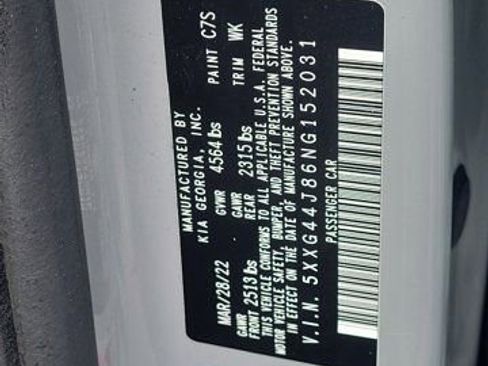 MANUFACTURED BY
KIA GEORGIA, INC.
MAR/28/22 GVWR 4564 lbs PAINT C7S
GAWR GAWR
FRONT 2513 lbs REAR 2315 lbs TRIM WK
THIS VEHICLE CONFORMS TO ALL APPLICABLE U.S.A. FEDERAL
MOTOR VEHICLE SAFETY, BUMPER, AND THEFT PREVENTION STANDARDS
IN EFFECT ON THE DATE OF MANUFACTURE SHOWN ABOVE.
V.I.N. 5XXG44J86NG152031
PASSENGER CAR